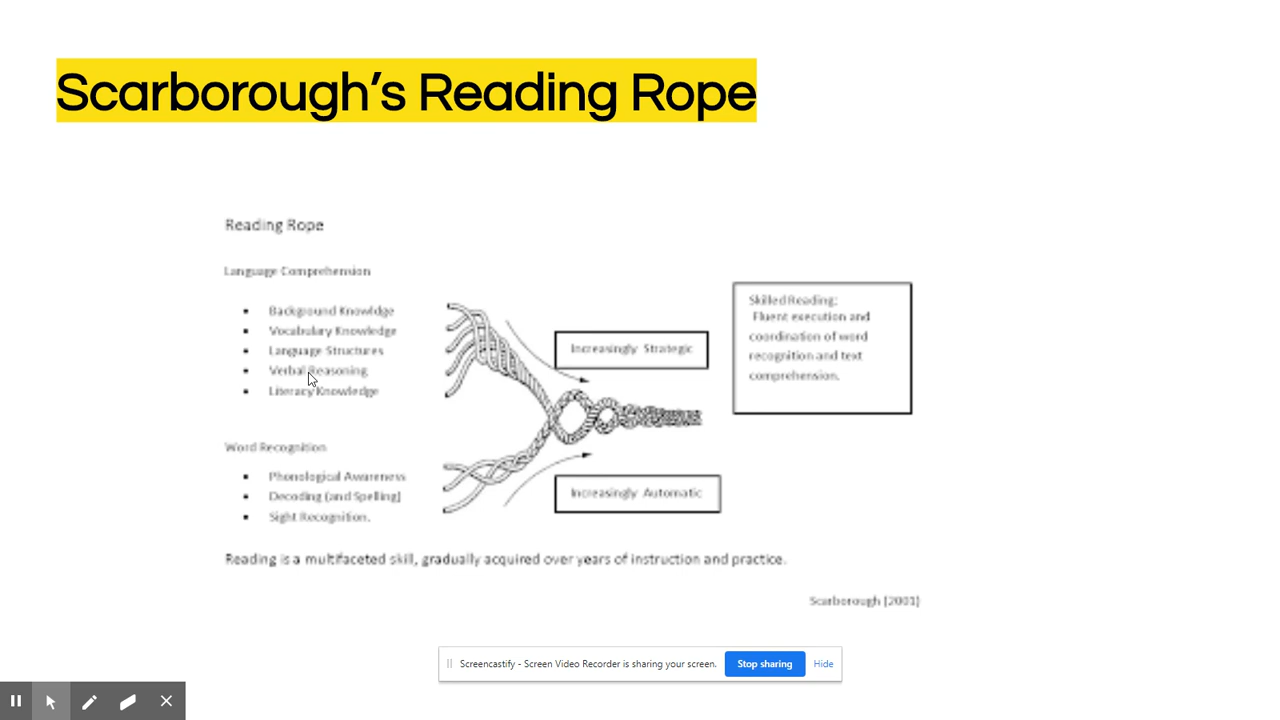 Scarborough's Reading Rope
Reading Rope
Language Comprehension
Background Knowldge
Vocabulary Knowledge
Language Structures
Verbal Reasoning
Literacy Knowledge
Word Recognition
Phonological Awareness
Decoding (and Spelling)
Sight Recognition.
Increasingly Strategic
Increasingly Automatic
Skilled Reading:
Fluent execution and
coordination of word
recognition and text
comprehension.
Reading is a multifaceted skill, gradually acquired over years of instruction and practice.
Scarborough (2001)
Screencastify - Screen Video Recorder is sharing your screen.
Stop sharing
Hide